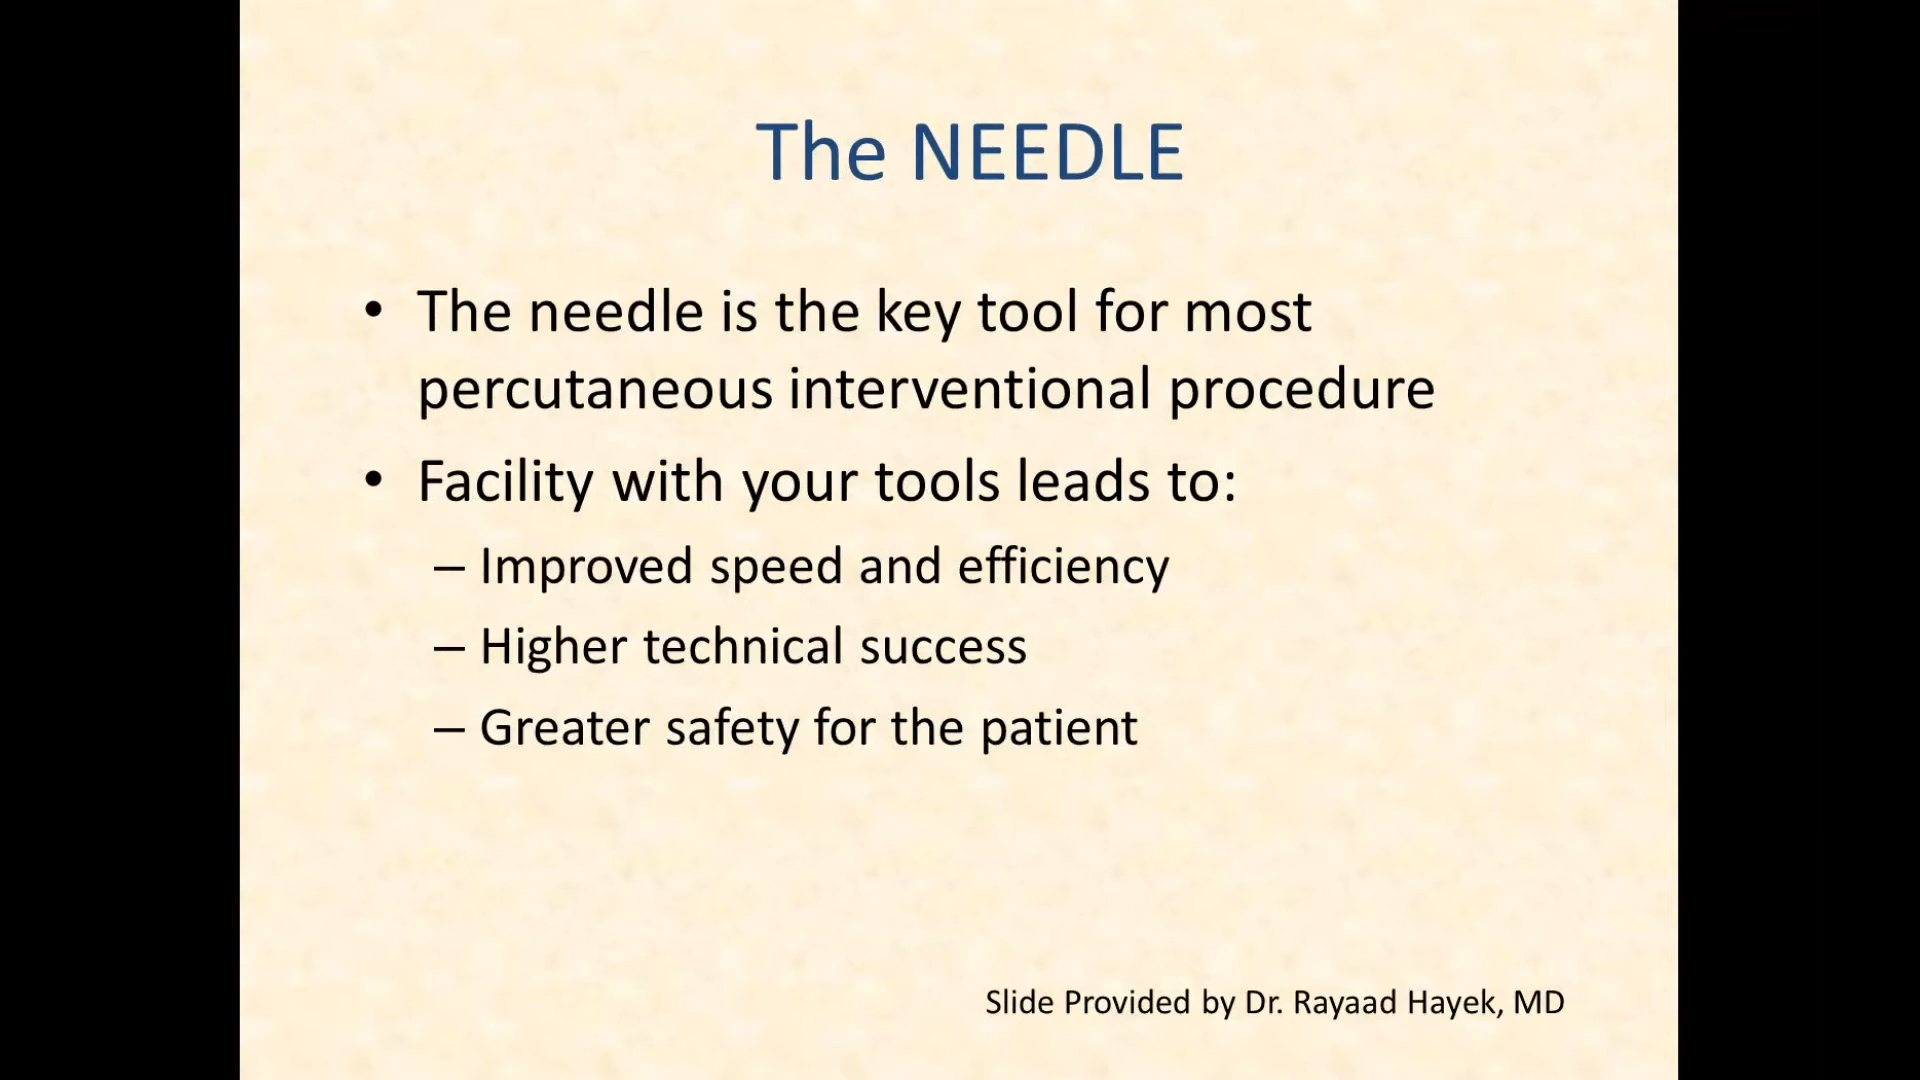 The NEEDLE
• The needle is the key tool for most
percutaneous interventional procedure
• Facility with your tools leads to:
– Improved speed and efficiency
– Higher technical success
– Greater safety for the patient
Slide Provided by Dr. Rayaad Hayek, MD